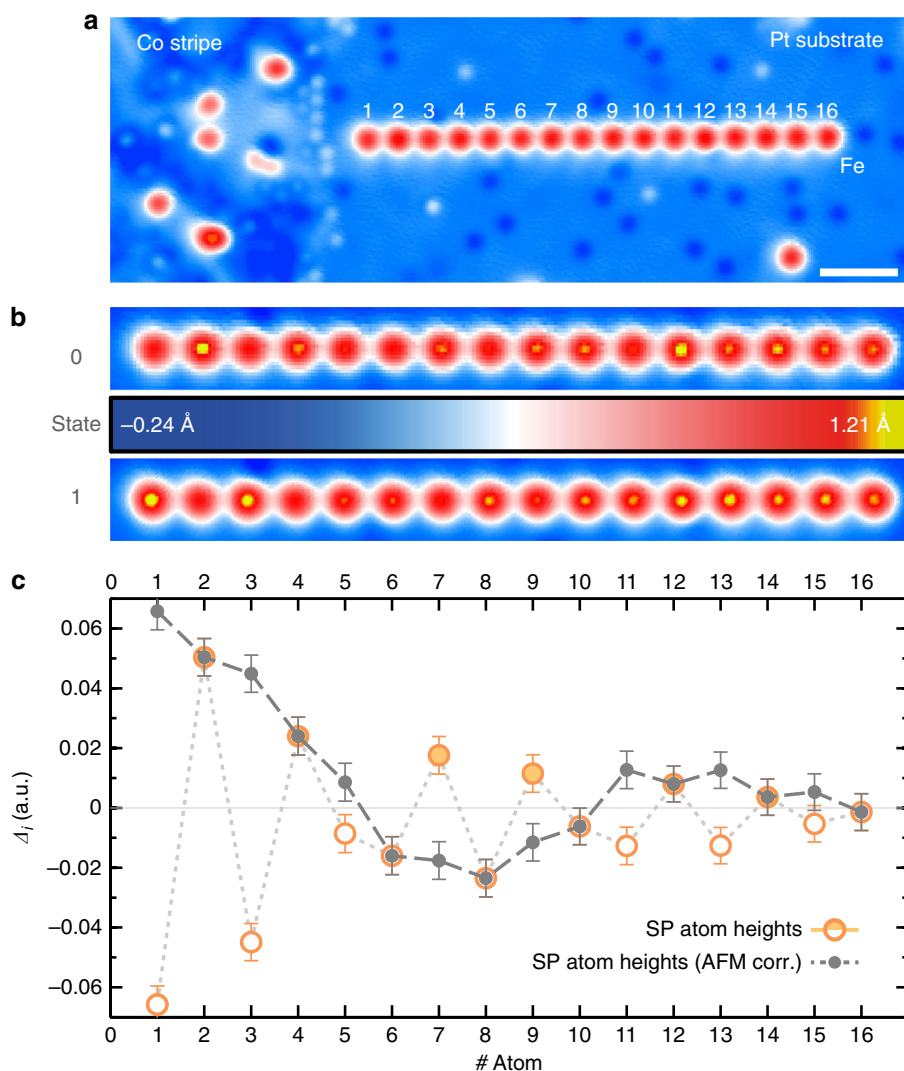 a
Co stripe
Pt substrate
1 2 3 4 5 6 7 8 9 10 11 12 13 14 15 16
Fe
b
0
State
–0.24 Å
1.21 Å
1
c
0 1 2 3 4 5 6 7 8 9 10 11 12 13 14 15 16
0.06
0.04
0.02
0
–0.02
–0.04
–0.06
Δi (a.u.)
SP atom heights
SP atom heights (AFM corr.)
0 1 2 3 4 5 6 7 8 9 10 11 12 13 14 15 16
# Atom